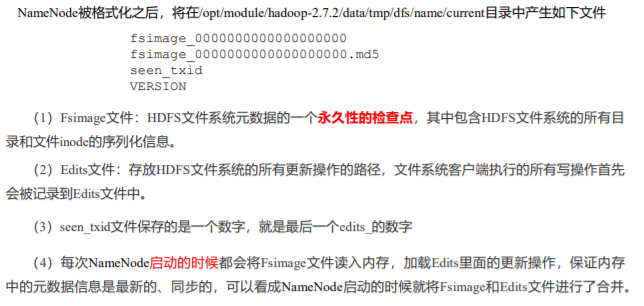 NameNode被格式化之后，将在/opt/module/hadoop-2.7.2/data/tmp/dfs/name/current目录中产生如下文件
fsimage_0000000000000000000
fsimage_0000000000000000000.md5
seen_txid
VERSION
（1）Fsimage文件：HDFS文件系统元数据的一个永久性的检查点，其中包含HDFS文件系统的所有目
录和文件inode的序列化信息。
（2）Edits文件：存放HDFS文件系统的所有更新操作的路径，文件系统客户端执行的所有写操作首先
会被记录到Edits文件中。
（3）seen_txid文件保存的是一个数字，就是最后一个edits_的数字
（4）每次NameNode启动的时候都会将Fsimage文件读入内存，加载Edits里面的更新操作，保证内存
中的元数据信息是最新的、同步的，可以看成NameNode启动的时候就将Fsimage和Edits文件进行了合并。